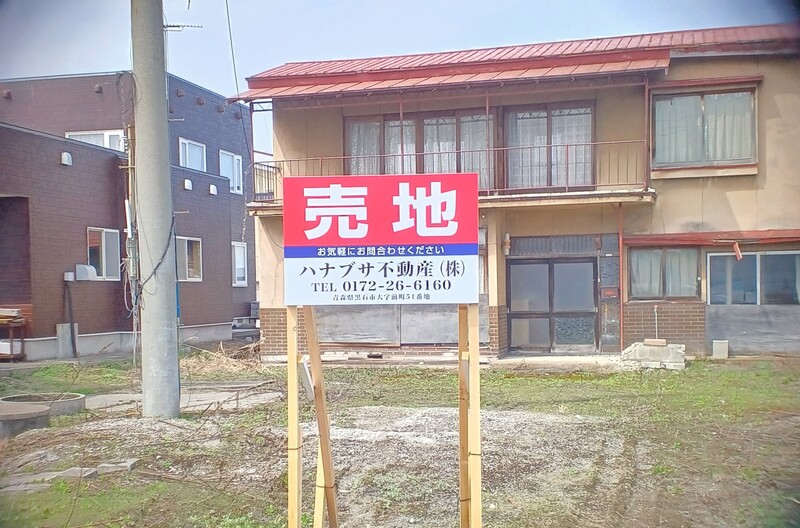 売地
お気軽にお問合わせください
ハナブサ不動産(株)
TEL 0172-26-6160
青森県黒石市大字前町51番地